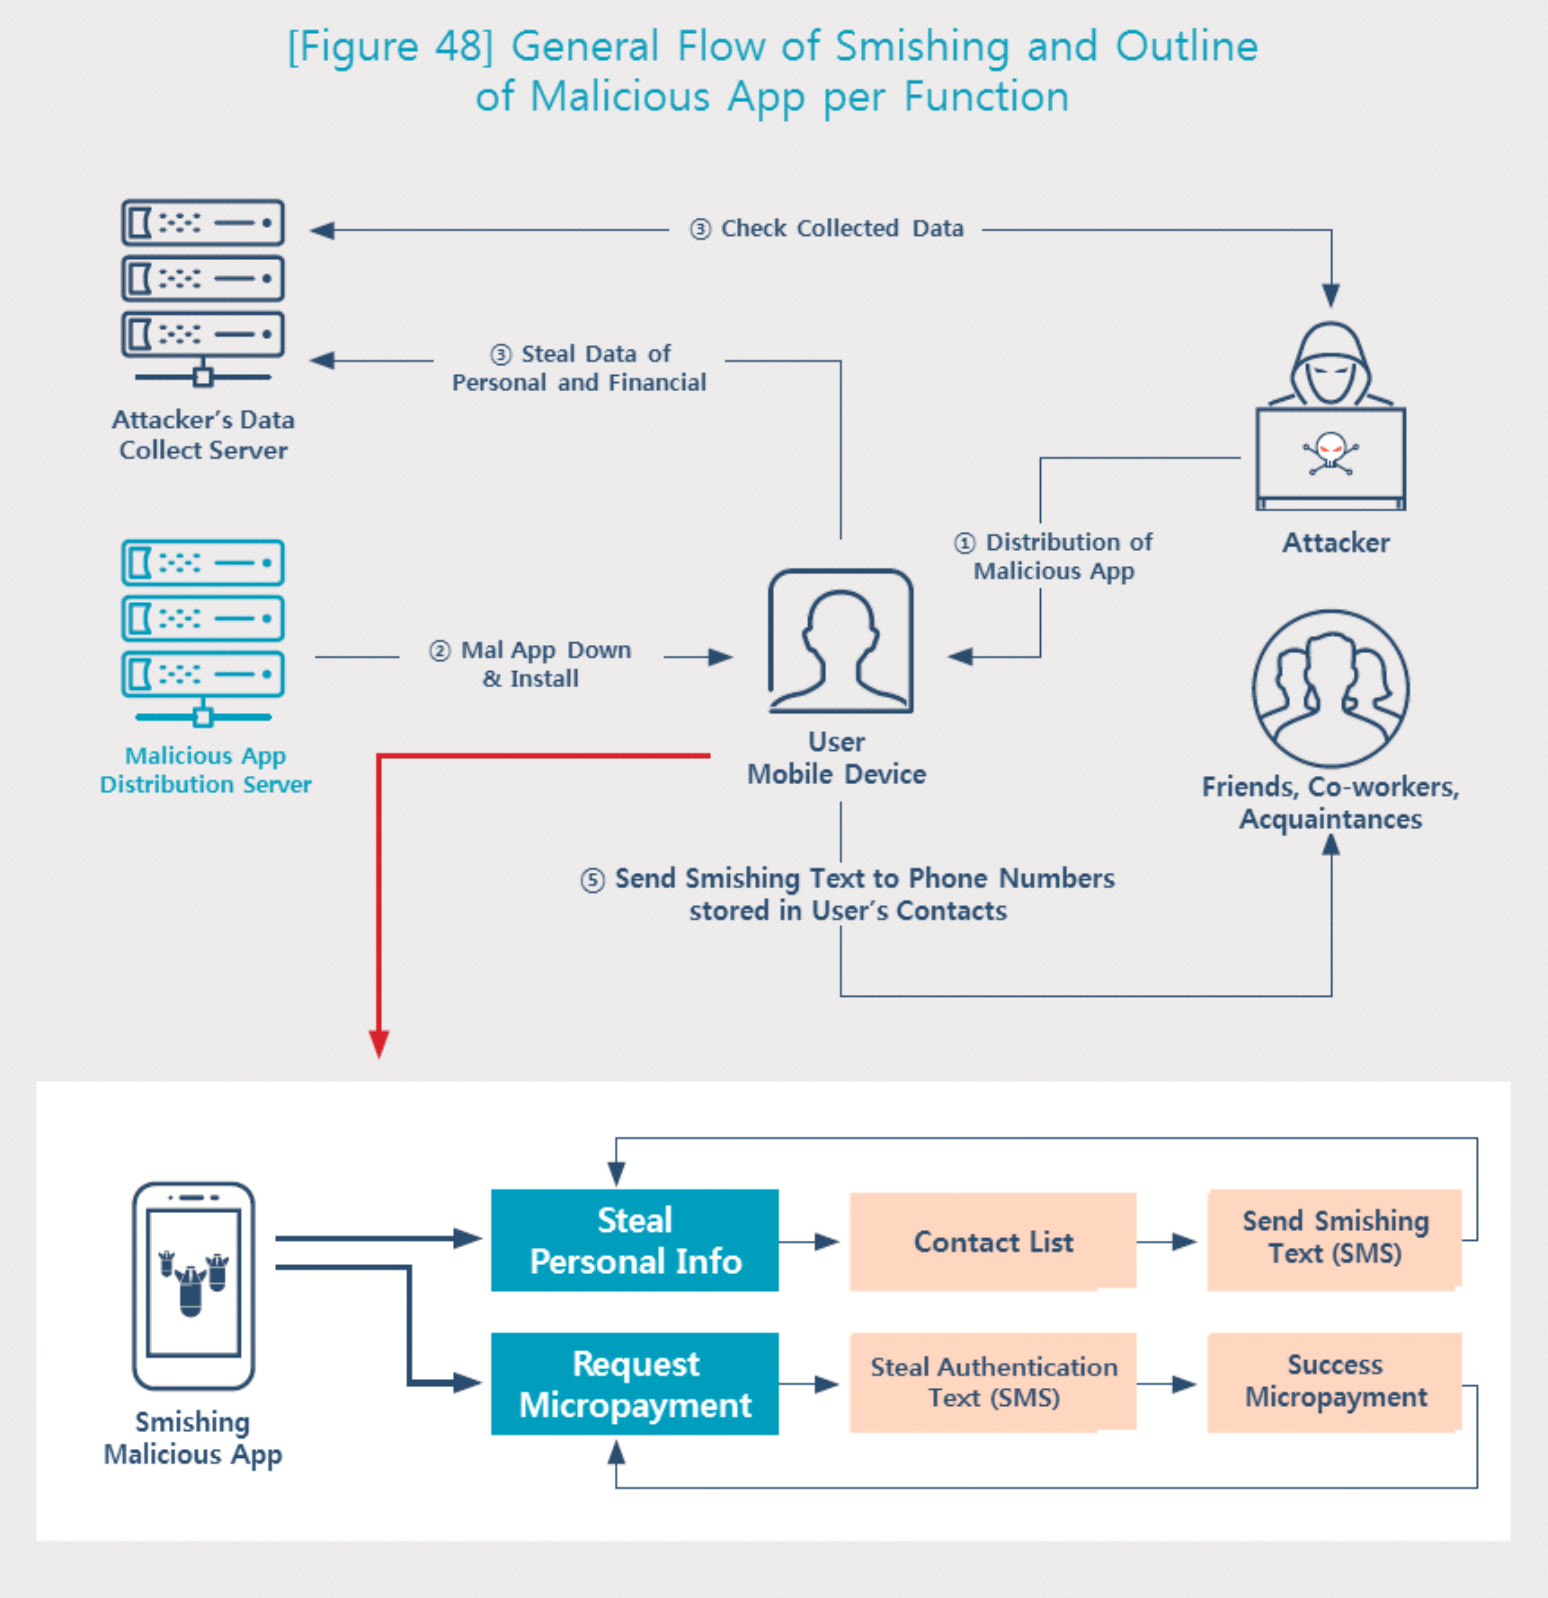 [Figure 48] General Flow of Smishing and Outline
of Malicious App per Function
③ Check Collected Data
③ Steal Data of
Personal and Financial
Attacker's Data
Collect Server
① Distribution of
Malicious App
Attacker
② Mal App Down
& Install
Malicious App
Distribution Server
User
Mobile Device
Friends, Co-workers,
Acquaintances
⑤ Send Smishing Text to Phone Numbers
stored in User's Contacts
Steal
Personal Info
Contact List
Send Smishing
Text (SMS)
Request
Micropayment
Steal Authentication
Text (SMS)
Success
Micropayment
Smishing
Malicious App